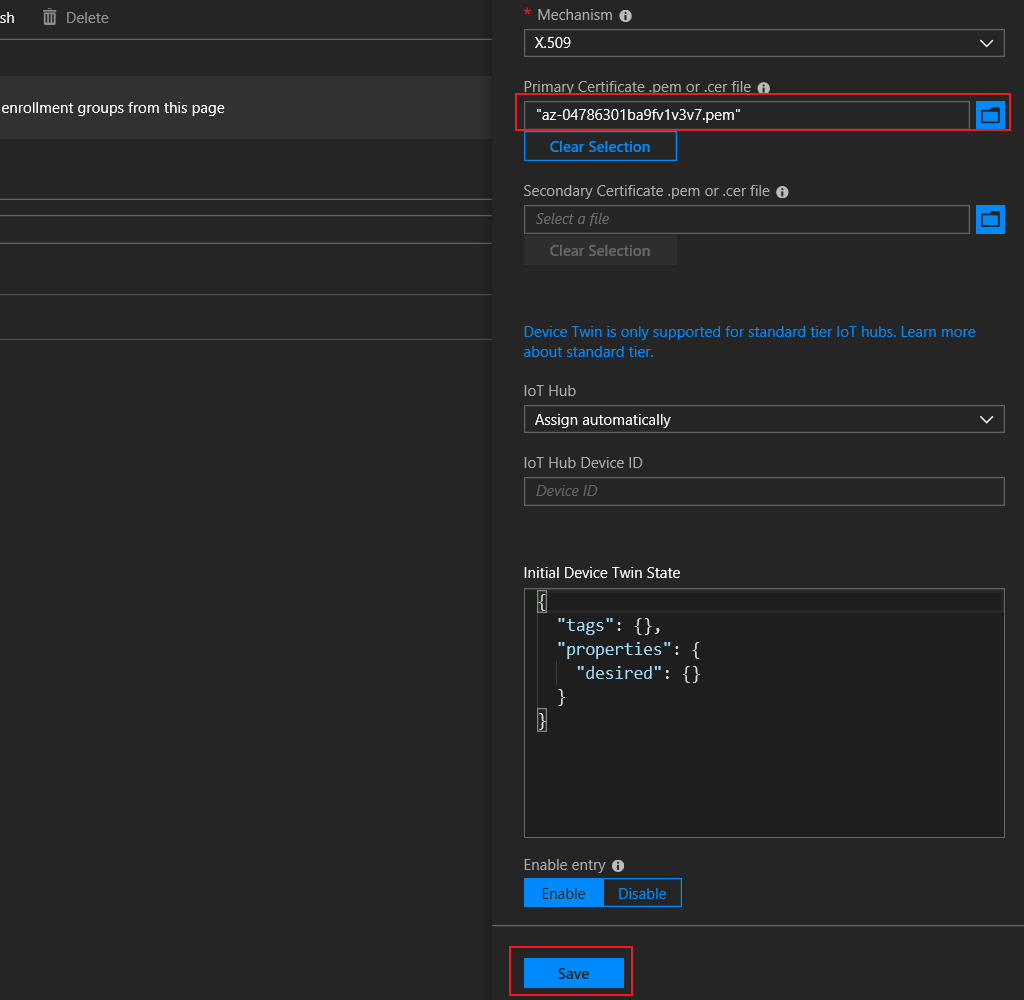 sh
Delete
enrollment groups from this page
* Mechanism
X.509
Primary Certificate .pem or .cer file
"az-04786301ba9fv1v3v7.pem"
Clear Selection
Secondary Certificate .pem or .cer file
Select a file
Clear Selection
Device Twin is only supported for standard tier IoT hubs. Learn more
about standard tier.
IoT Hub
Assign automatically
IoT Hub Device ID
Device ID
Initial Device Twin State
{
"tags": {},
"properties": {
"desired": {}
}
}
Enable entry
Enable
Disable
Save